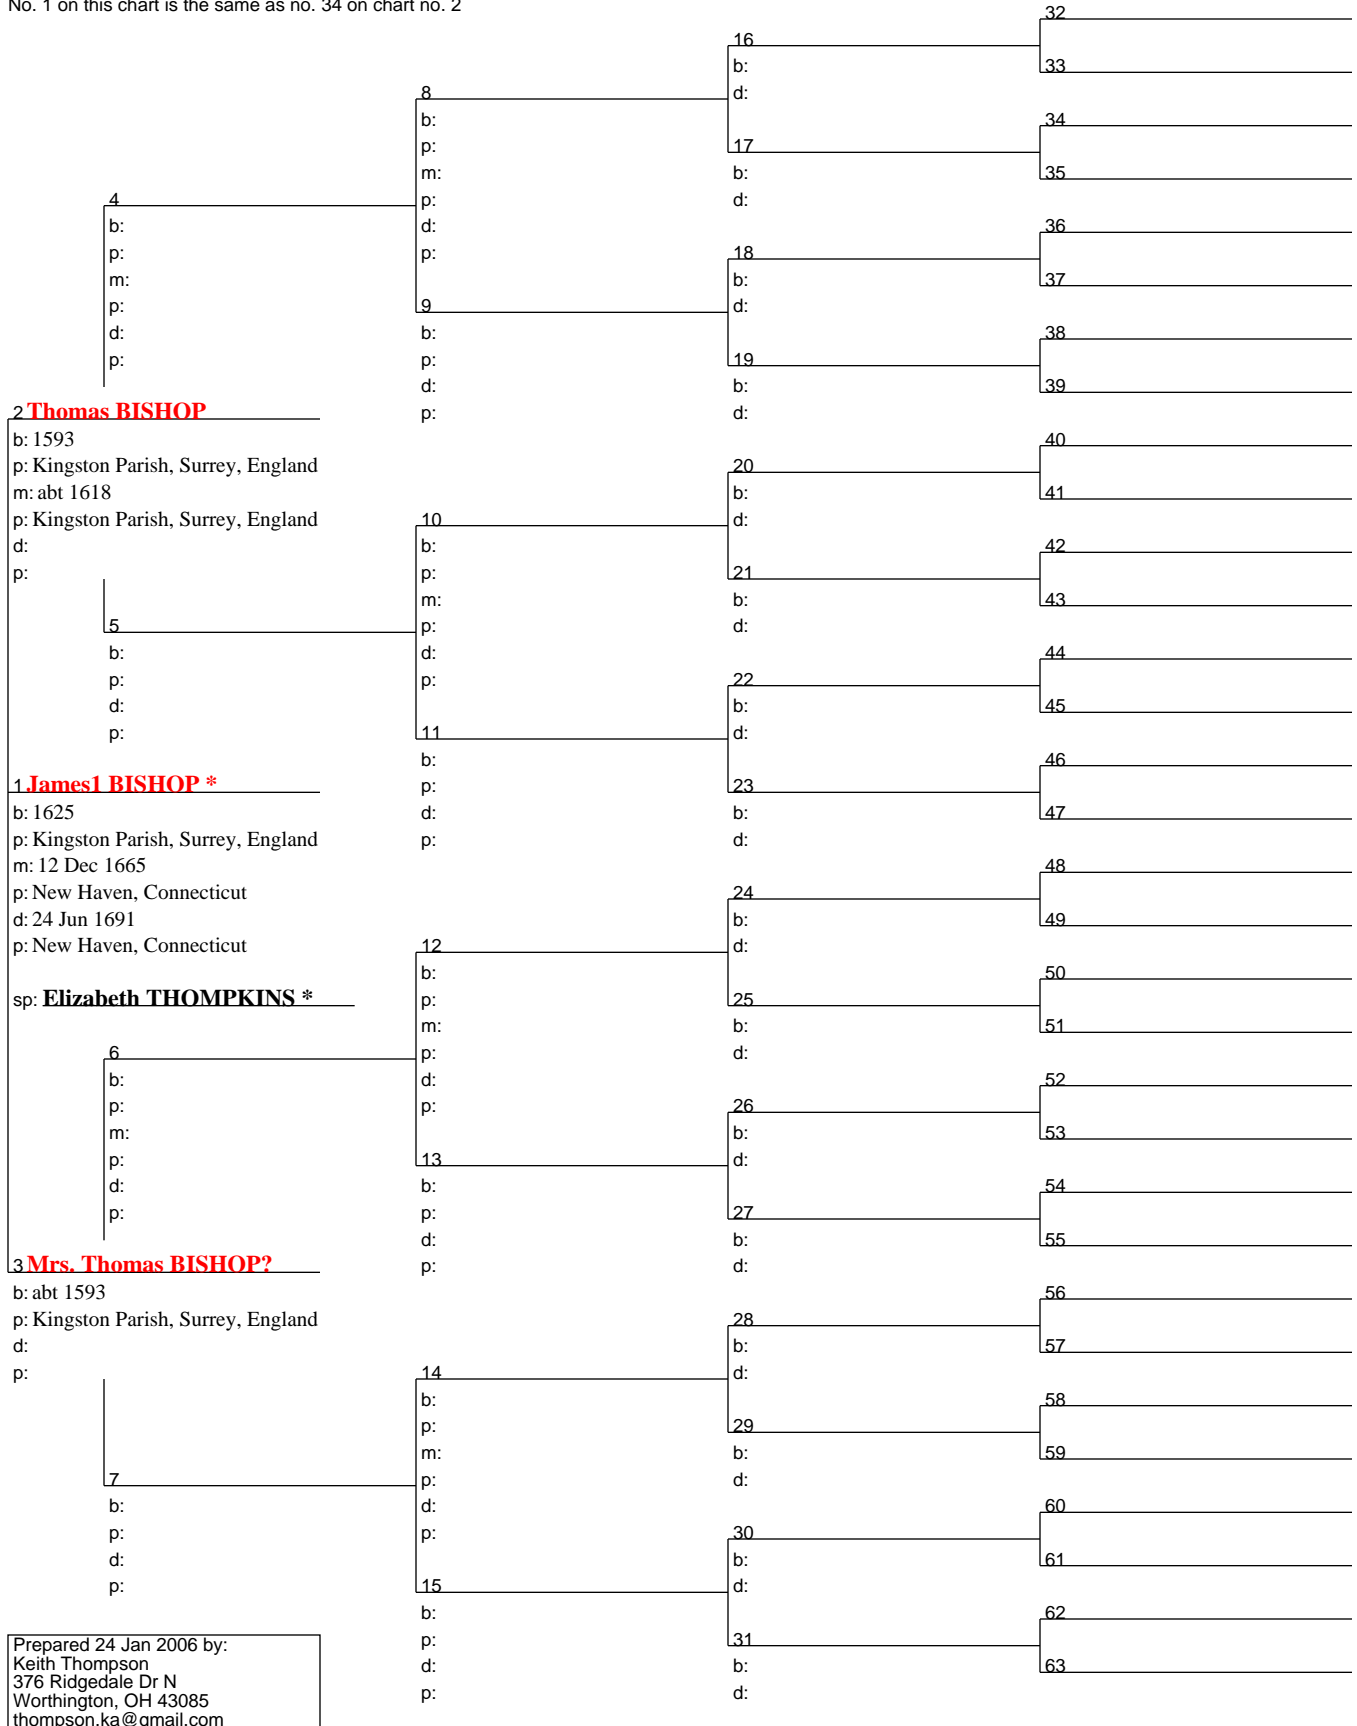 No. 1 on this chart is the same as no. 34 on chart no. 2
4
b:
p:
m:
p:
d:
p:
2 Thomas BISHOP
b: 1593
p: Kingston Parish, Surrey, England
m: abt 1618
p: Kingston Parish, Surrey, England
d:
p:
5
b:
p:
d:
p:
1 James1 BISHOP *
b: 1625
p: Kingston Parish, Surrey, England
m: 12 Dec 1665
p: New Haven, Connecticut
d: 24 Jun 1691
p: New Haven, Connecticut
sp: Elizabeth THOMPKINS *
6
b:
p:
m:
p:
d:
p:
3 Mrs. Thomas BISHOP?
b: abt 1593
p: Kingston Parish, Surrey, England
d:
p:
7
b:
p:
d:
p:
Prepared 24 Jan 2006 by:
Keith Thompson
376 Ridgedale Dr N
Worthington, OH 43085
thompson.ka@gmail.com
8
b:
p:
m:
p:
d:
p:
9
b:
p:
d:
p:
10
b:
p:
m:
p:
d:
p:
11
b:
p:
d:
p:
12
b:
p:
m:
p:
d:
p:
13
b:
p:
d:
p:
14
b:
p:
m:
p:
d:
p:
15
b:
p:
d:
p:
16
b:
d:
17
b:
d:
18
b:
d:
19
b:
d:
20
b:
d:
21
b:
d:
22
b:
d:
23
b:
d:
24
b:
d:
25
b:
d:
26
b:
d:
27
b:
d:
28
b:
d:
29
b:
d:
30
b:
d:
31
b:
d:
32
33
34
35
36
37
38
39
40
41
42
43
44
45
46
47
48
49
50
51
52
53
54
55
56
57
58
59
60
61
62
63